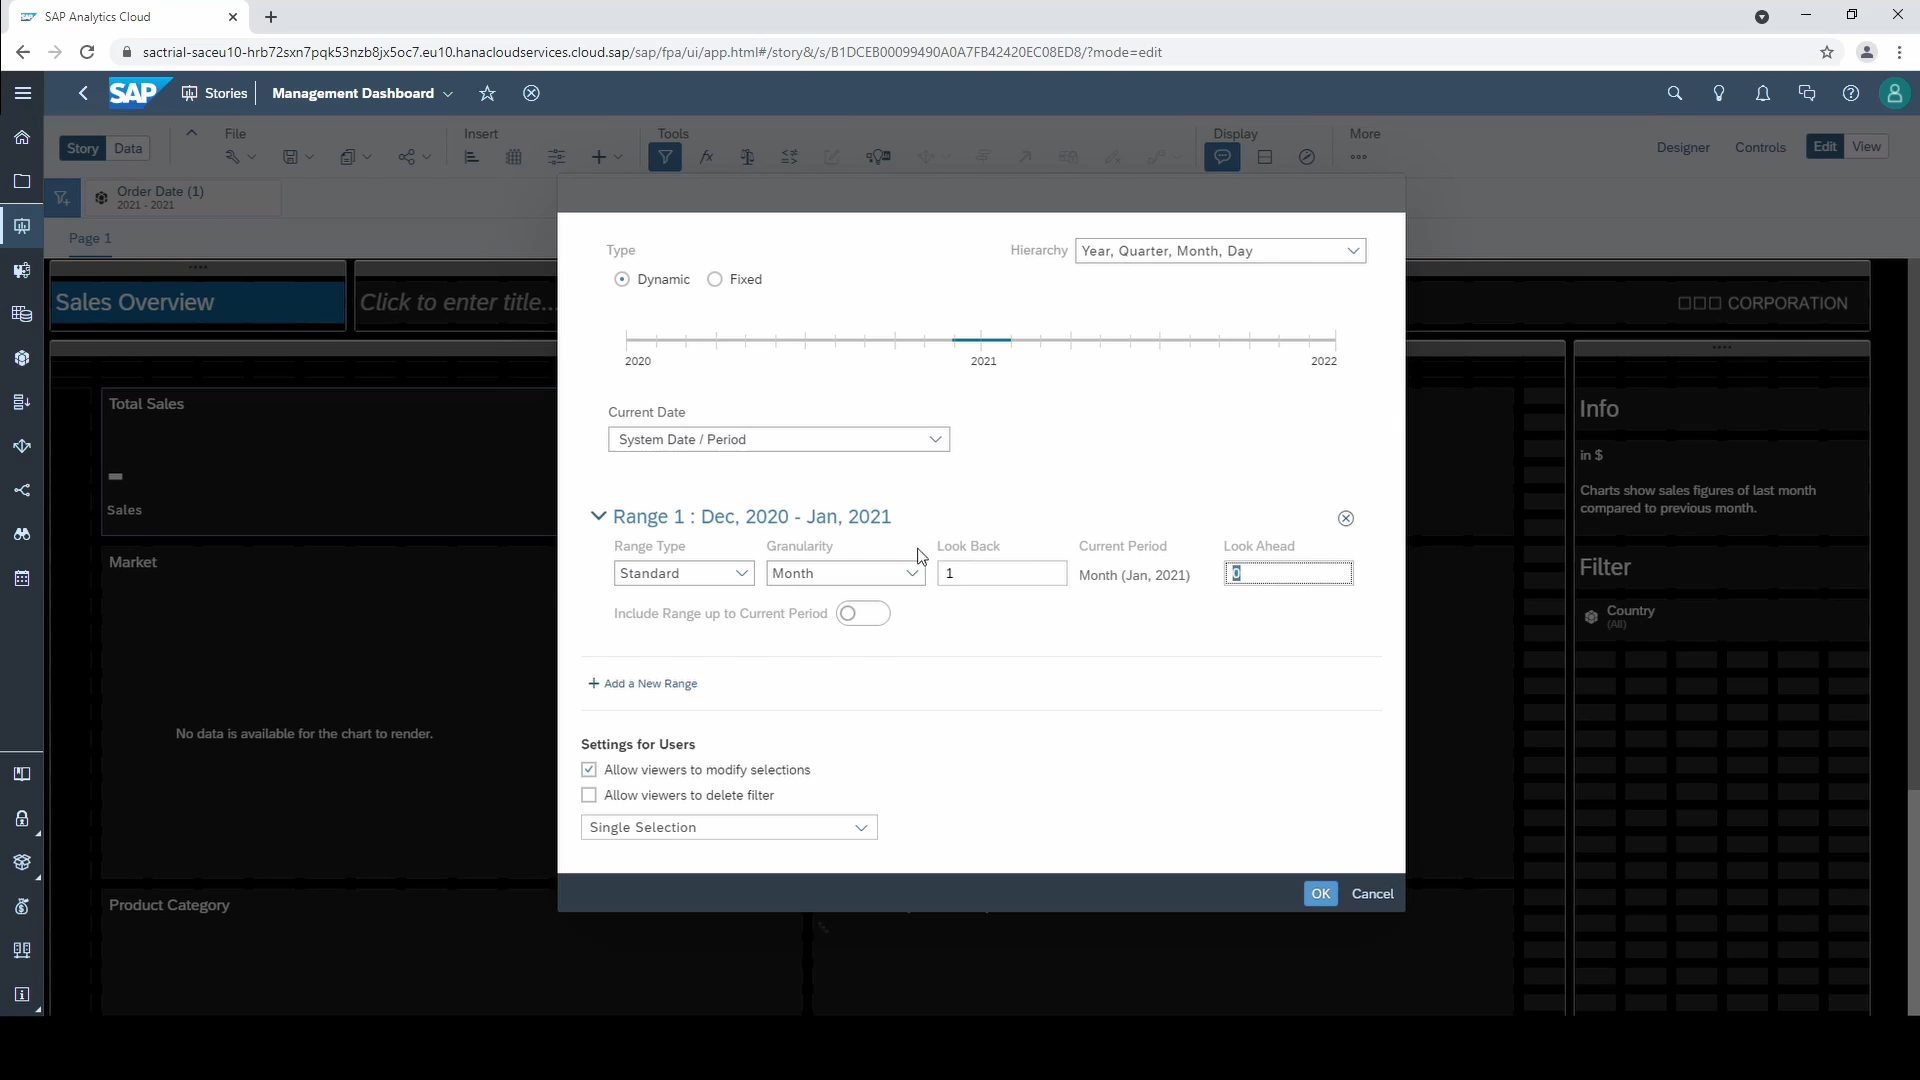 SAP Analytics Cloud
sactrial-saceu10-hrb72sxn7pqk53nzb8jx5oc7.eu10.hanacloudservices.cloud.sap/sap/fpa/ui/app.html#/story&/s/B1DCEB00099490A0A7FB42420EC08ED8/?mode=edit
SAP Stories Management Dashboard
File Insert Tools Display More
Story Data Designer Controls Edit View
Order Date (1)
2021 - 2021
Page 1
Type
Hierarchy Year, Quarter, Month, Day
Dynamic Fixed
Sales Overview
Click to enter title...
CORPORATION
2020 2021 2022
Total Sales
Sales
Current Date
System Date / Period
Info
in $
Charts show sales figures of last month
compared to previous month.
Range 1 : Dec, 2020 - Jan, 2021
Range Type Granularity Look Back Current Period Look Ahead
Standard Month 1 Month (Jan, 2021) 0
Include Range up to Current Period
Market
Filter
Country
(All)
Add a New Range
No data is available for the chart to render.
Settings for Users
Allow viewers to modify selections
Allow viewers to delete filter
Single Selection
OK Cancel
Product Category